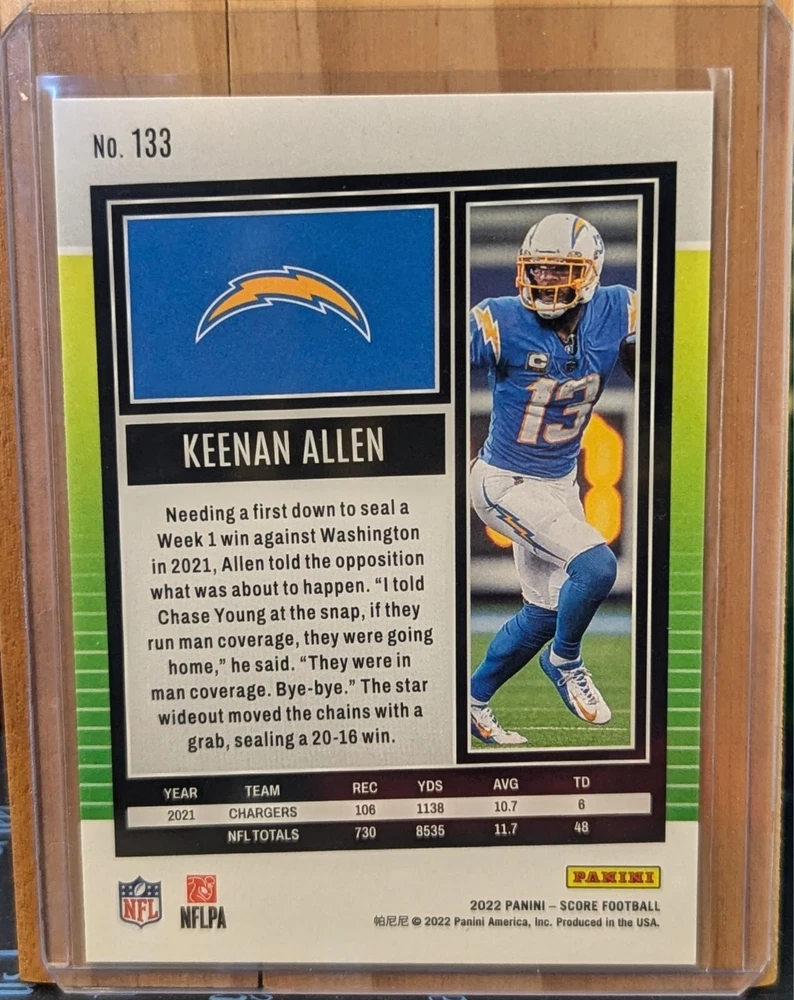 No. 133
C
13
KEENAN ALLEN
Needing a first down to seal a
Week 1 win against Washington
in 2021, Allen told the opposition
what was about to happen. “I told
Chase Young at the snap, if they
run man coverage, they were going
home,” he said. “They were in
man coverage. Bye-bye.” The star
wideout moved the chains with a
grab, sealing a 20-16 win.
YEAR TEAM REC YDS AVG TD
2021 CHARGERS 106 1138 10.7 6
NFL TOTALS 730 8535 11.7 48
PANINI
NFL NFLPA
2022 PANINI – SCORE FOOTBALL
帕尼尼 © 2022 Panini America, Inc. Produced in the USA.